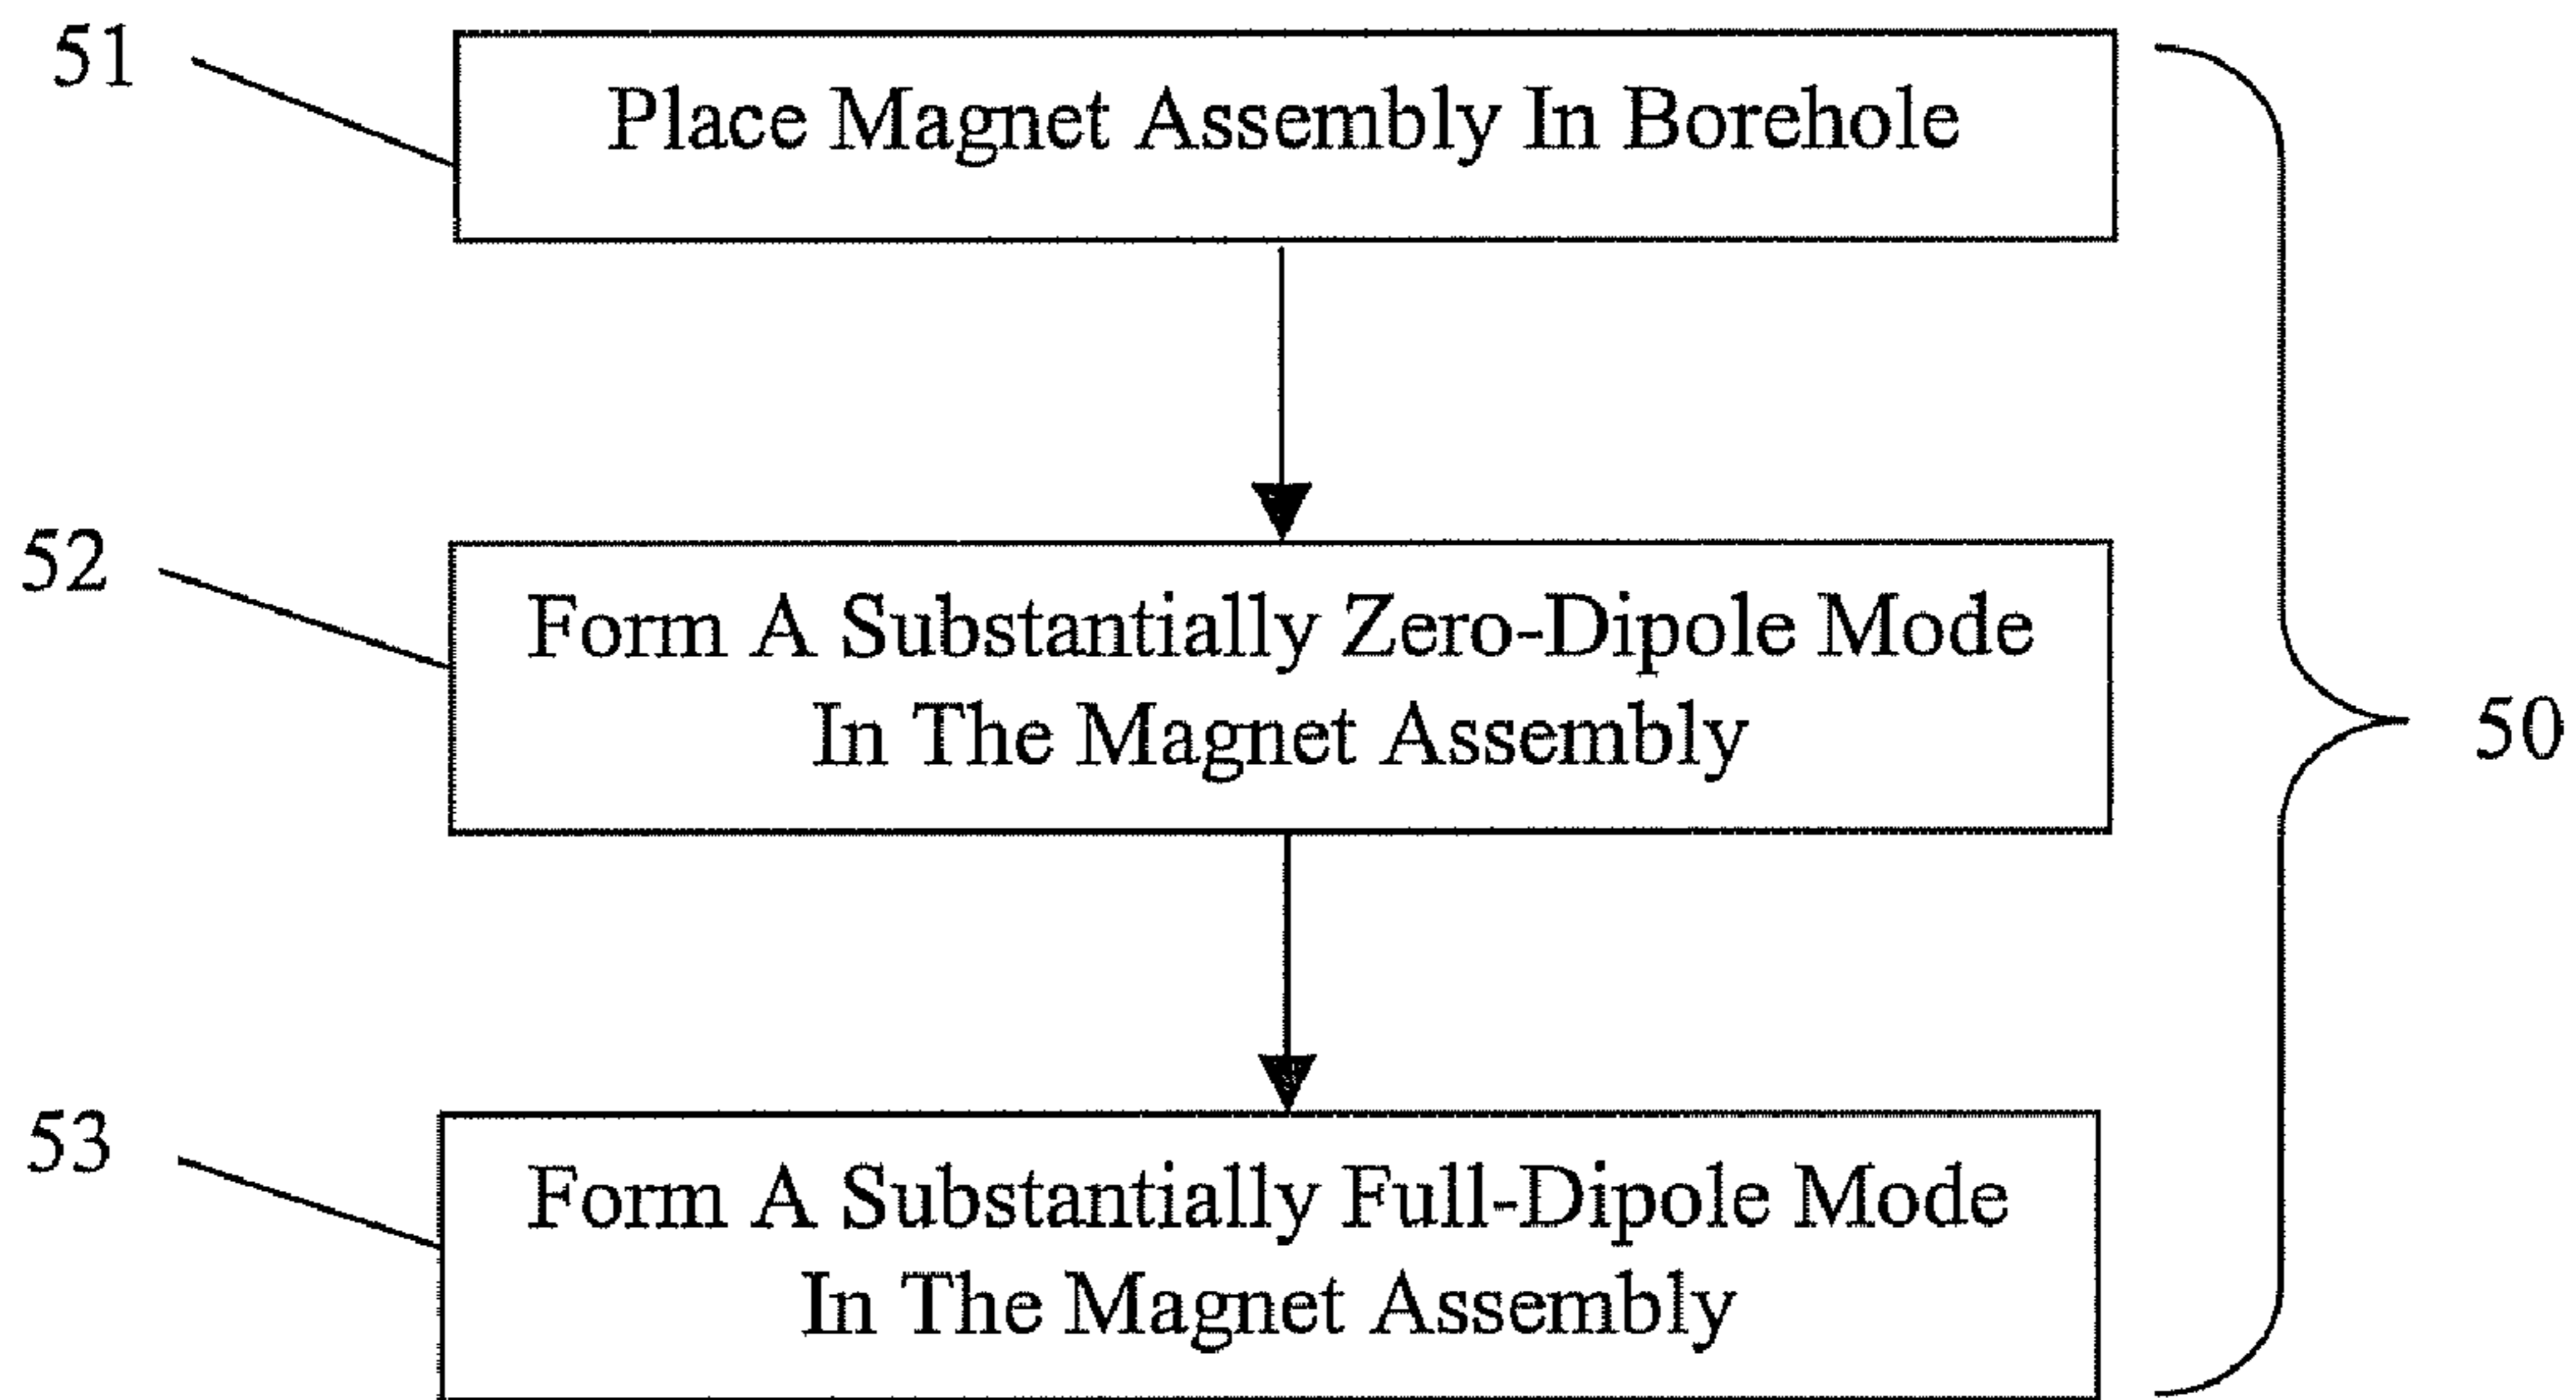 51
Place Magnet Assembly In Borehole
52
Form A Substantially Zero-Dipole Mode
In The Magnet Assembly
50
53
Form A Substantially Full-Dipole Mode
In The Magnet Assembly